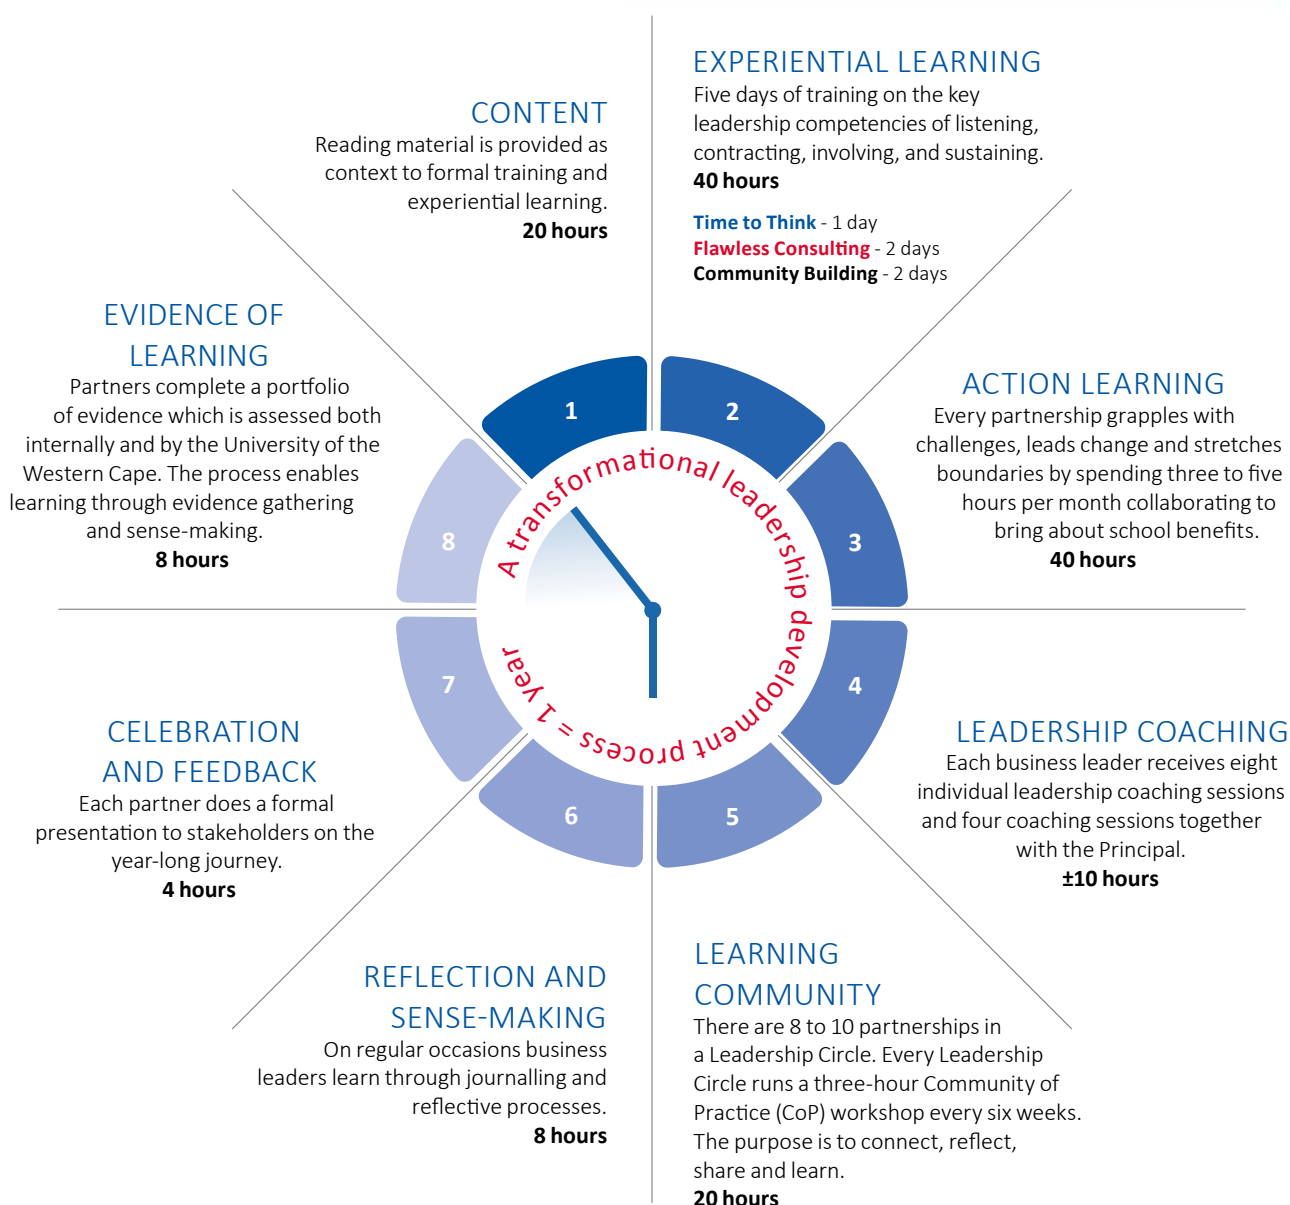 CONTENT
Reading material is provided as
context to formal training and
experiential learning.
20 hours
EXPERIENTIAL LEARNING
Five days of training on the key
leadership competencies of listening,
contracting, involving, and sustaining.
40 hours
Time to Think - 1 day
Flawless Consulting - 2 days
Community Building - 2 days
ACTION LEARNING
Every partnership grapples with
challenges, leads change and stretches
boundaries by spending three to five
hours per month collaborating to
bring about school benefits.
40 hours
LEADERSHIP COACHING
Each business leader receives eight
individual leadership coaching sessions
and four coaching sessions together
with the Principal.
±10 hours
LEARNING
COMMUNITY
There are 8 to 10 partnerships in
a Leadership Circle. Every Leadership
Circle runs a three-hour Community of
Practice (CoP) workshop every six weeks.
The purpose is to connect, reflect,
share and learn.
20 hours
REFLECTION AND
SENSE-MAKING
On regular occasions business
leaders learn through journalling and
reflective processes.
8 hours
CELEBRATION
AND FEEDBACK
Each partner does a formal
presentation to stakeholders on the
year-long journey.
4 hours
EVIDENCE OF
LEARNING
Partners complete a portfolio
of evidence which is assessed both
internally and by the University of the
Western Cape. The process enables
learning through evidence gathering
and sense-making.
8 hours
1
2
3
4
5
6
7
8
A transformational leadership development process = 1 year